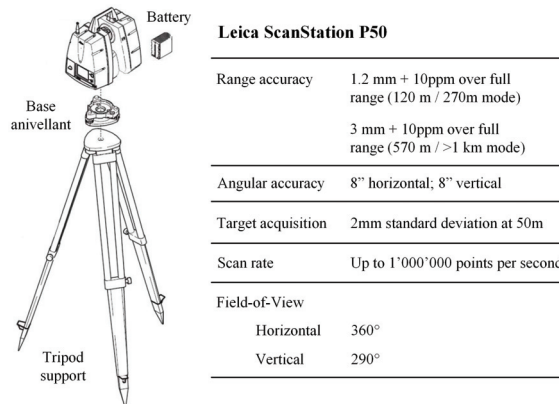 Battery
Base
anivellant
Tripod
support
Leica ScanStation P50
Range accuracy
1.2 mm + 10ppm over full
range (120 m / 270m mode)
3 mm + 10ppm over full
range (570 m / >1 km mode)
Angular accuracy
8” horizontal; 8” vertical
Target acquisition
2mm standard deviation at 50m
Scan rate
Up to 1’000’000 points per second
Field-of-View
Horizontal
360°
Vertical
290°